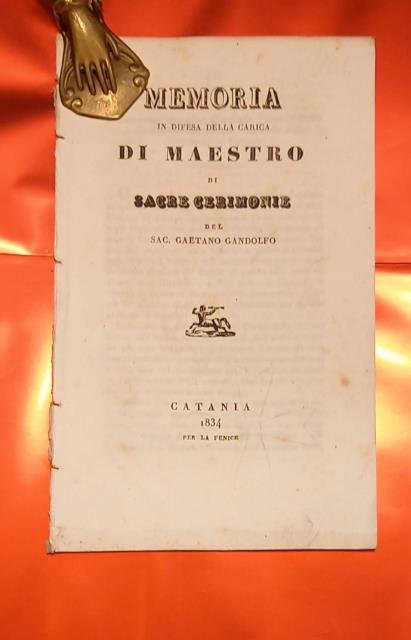 MEMORIA
IN DIFESA DELLA CARICA
DI MAESTRO
DI
SACRE CERIMONIE
DEL
SAC. GAETANO GANDOLFO
CATANIA
1834
PER LA FENICE